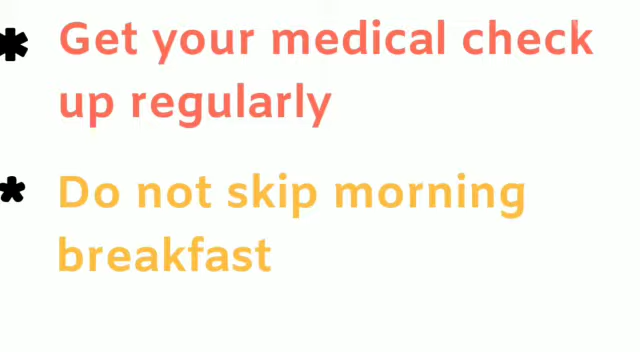 * Get your medical check
up regularly
* Do not skip morning
breakfast